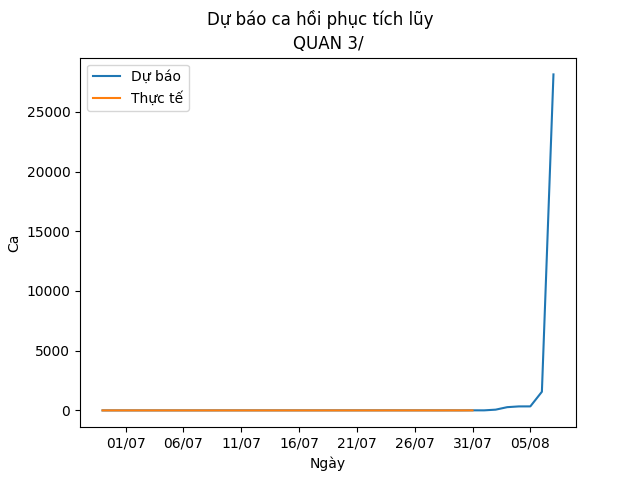 Dự báo ca hồi phục tích lũy
QUAN 3/
Dự báo
Thực tế
25000
20000
15000
10000
5000
0
Ca
01/07 06/07 11/07 16/07 21/07 26/07 31/07 05/08
Ngày